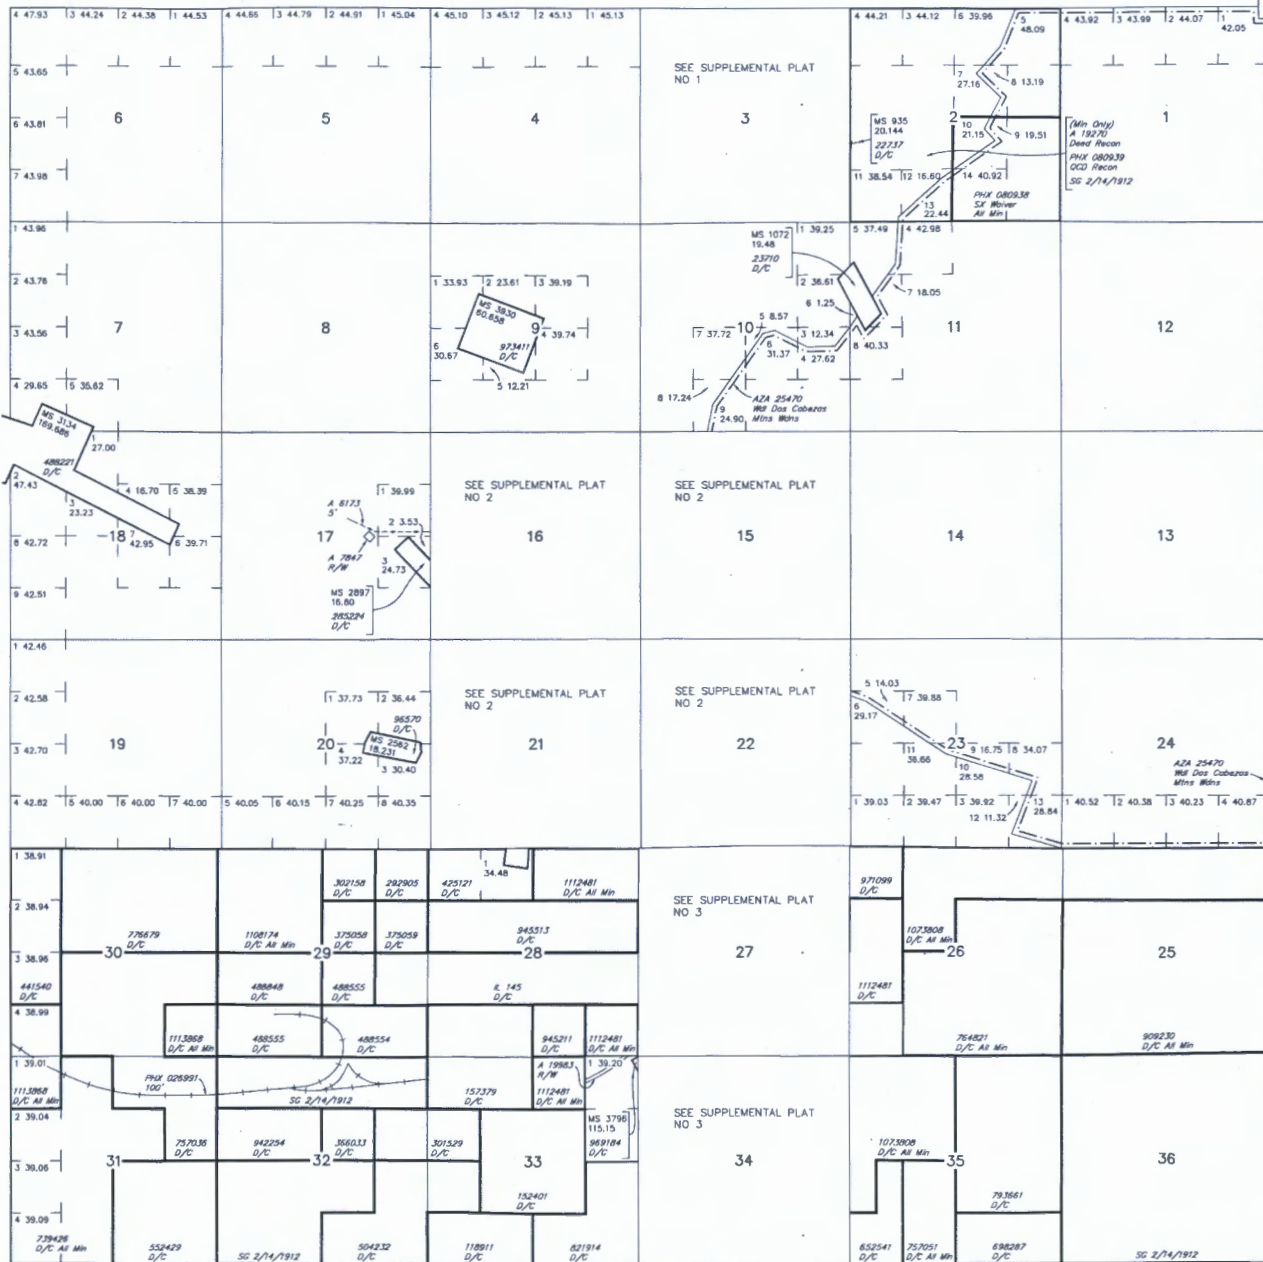 4 47.93
3 44.24
2 44.38
1 44.53
4 44.65
3 44.79
2 44.91
1 45.04
4 45.10
3 45.12
2 45.13
1 45.13
4 44.21
3 44.12
6 39.96
5
48.09
4 43.92
3 43.99
2 44.07
1
42.05
5 43.65
6 43.81
7 43.98
6
5
4
SEE SUPPLEMENTAL PLAT
NO 1
3
7
27.16
8 13.19
2
10
21.15
9 19.51
MS 935
20.144
22737
D/C
11 38.54
12 16.60
14 40.92
13
22.44
PHX 080938
SX Waiver
All Min
(Min Only)
A 19270
Deed Recon
PHX 080939
QCD Recon
SG 2/14/1912
1
1 43.96
2 43.76
3 43.56
4 29.65
5 35.62
7
8
1 33.93
2 23.61
3 39.19
MS 3930
60.658
973411
D/C
9
4 39.74
6
30.67
5 12.21
MS 1072
19.48
23710
D/C
1 39.25
2 36.61
6 1.25
5 8.57
7 37.72
10
3 12.34
6
31.37
4 27.62
8 17.24
9
24.90
AZA 25470
Wdl Dos Cabezas
Mtns Wdns
5 37.49
4 42.98
7 18.05
8 40.33
11
12
MS 3134
169.686
488221
D/C
1
27.00
2
47.43
3
23.23
4 16.70
5 38.39
18
7
42.95
6 39.71
8 42.72
9 42.51
A 6173
5'
1 39.99
2 3.53
17
A 7847
R/W
3
24.73
MS 2897
16.60
285224
D/C
SEE SUPPLEMENTAL PLAT
NO 2
16
SEE SUPPLEMENTAL PLAT
NO 2
15
14
13
1 42.46
2 42.58
3 42.70
4 42.82
5 40.00
6 40.00
7 40.00
19
1 37.73
2 36.44
96570
D/C
MS 2562
18.231
20
4
37.22
3 30.40
5 40.05
6 40.15
7 40.25
8 40.35
SEE SUPPLEMENTAL PLAT
NO 2
21
SEE SUPPLEMENTAL PLAT
NO 2
22
5 14.03
7 39.88
6
29.17
11
36.66
23
9 16.75
8 34.07
10
28.58
1 39.03
2 39.47
3 39.92
12 11.32
13
28.84
24
AZA 25470
Wdl Dos Cabezas
Mtns Wdns
1 40.52
2 40.38
3 40.23
4 40.87
1 38.91
2 38.94
3 38.96
4 38.99
776679
D/C
30
441540
D/C
1113868
D/C All Min
302158
D/C
292905
D/C
1108174
D/C All Min
375058
D/C
375059
D/C
29
488848
D/C
488555
D/C
488555
D/C
488554
D/C
425121
D/C
1
34.48
1112481
D/C All Min
945513
D/C
28
IL 145
D/C
945211
D/C
1112481
D/C All Min
SEE SUPPLEMENTAL PLAT
NO 3
27
971099
D/C
1073808
D/C All Min
26
1112481
D/C
764821
D/C All Min
25
909230
D/C All Min
1 39.01
1113868
D/C All Min
2 39.04
3 39.06
4 39.09
PHX 026991
100'
SG 2/14/1912
757036
D/C
942254
D/C
366033
D/C
301529
D/C
31
32
33
157379
D/C
A 19983
R/W
1112481
D/C All Min
1 39.20
MS 3796
115.15
969184
D/C
152401
D/C
739426
D/C All Min
552429
D/C
SG 2/14/1912
504232
D/C
118911
D/C
821914
D/C
SEE SUPPLEMENTAL PLAT
NO 3
34
1073808
D/C All Min
35
793661
D/C
652541
D/C
757051
D/C All Min
698287
D/C
36
SG 2/14/1912